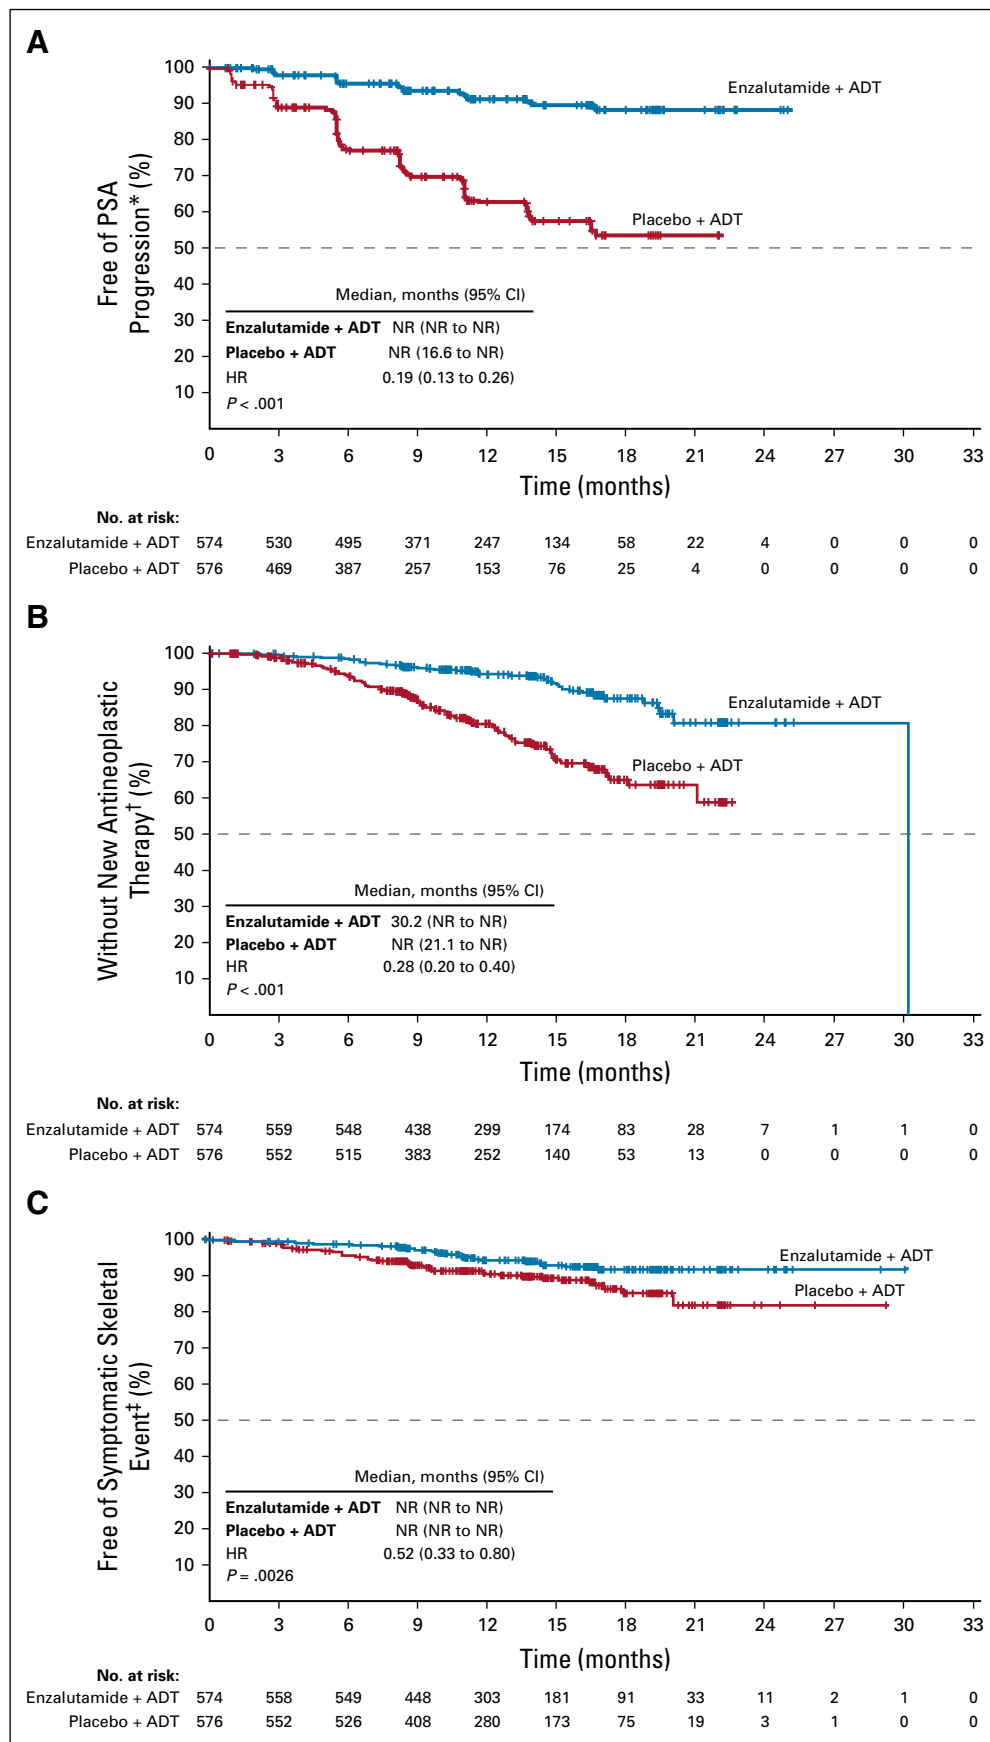 A
100
90
80
70
60
50
40
30
20
10
Free of PSA
Progression* (%)
Enzalutamide + ADT
Placebo + ADT
Median, months (95% CI)
Enzalutamide + ADT NR (NR to NR)
Placebo + ADT NR (16.6 to NR)
HR 0.19 (0.13 to 0.26)
P < .001
0 3 6 9 12 15 18 21 24 27 30 33
Time (months)
No. at risk:
Enzalutamide + ADT 574 530 495 371 247 134 58 22 4 0 0 0
Placebo + ADT 576 469 387 257 153 76 25 4 0 0 0 0
B
100
90
80
70
60
50
40
30
20
10
Without New Antineoplastic
Therapy† (%)
Enzalutamide + ADT
Placebo + ADT
Median, months (95% CI)
Enzalutamide + ADT 30.2 (NR to NR)
Placebo + ADT NR (21.1 to NR)
HR 0.28 (0.20 to 0.40)
P < .001
0 3 6 9 12 15 18 21 24 27 30 33
Time (months)
No. at risk:
Enzalutamide + ADT 574 559 548 438 299 174 83 28 7 1 1 0
Placebo + ADT 576 552 515 383 252 140 53 13 0 0 0 0
C
100
90
80
70
60
50
40
30
20
10
Free of Symptomatic Skeletal
Event‡ (%)
Enzalutamide + ADT
Placebo + ADT
Median, months (95% CI)
Enzalutamide + ADT NR (NR to NR)
Placebo + ADT NR (NR to NR)
HR 0.52 (0.33 to 0.80)
P = .0026
0 3 6 9 12 15 18 21 24 27 30 33
Time (months)
No. at risk:
Enzalutamide + ADT 574 558 549 448 303 181 91 33 11 2 1 0
Placebo + ADT 576 552 526 408 280 173 75 19 3 1 0 0